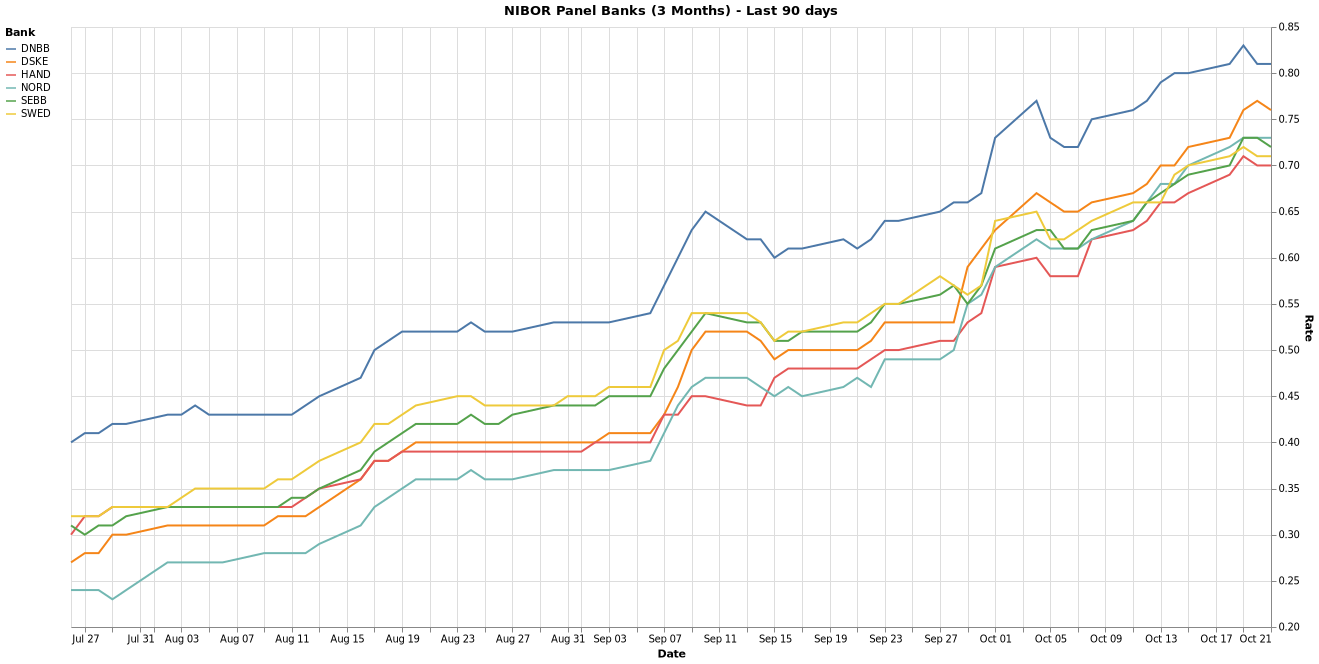 NIBOR Panel Banks (3 Months) - Last 90 days
Bank
DNBB
DSKE
HAND
NORD
SEBB
SWED
0.85
0.80
0.75
0.70
0.65
0.60
0.55
0.50
0.45
0.40
0.35
0.30
0.25
0.20
Rate
Jul 27 Jul 31 Aug 03 Aug 07 Aug 11 Aug 15 Aug 19 Aug 23 Aug 27 Aug 31 Sep 03 Sep 07 Sep 11 Sep 15 Sep 19 Sep 23 Sep 27 Oct 01 Oct 05 Oct 09 Oct 13 Oct 17 Oct 21
Date